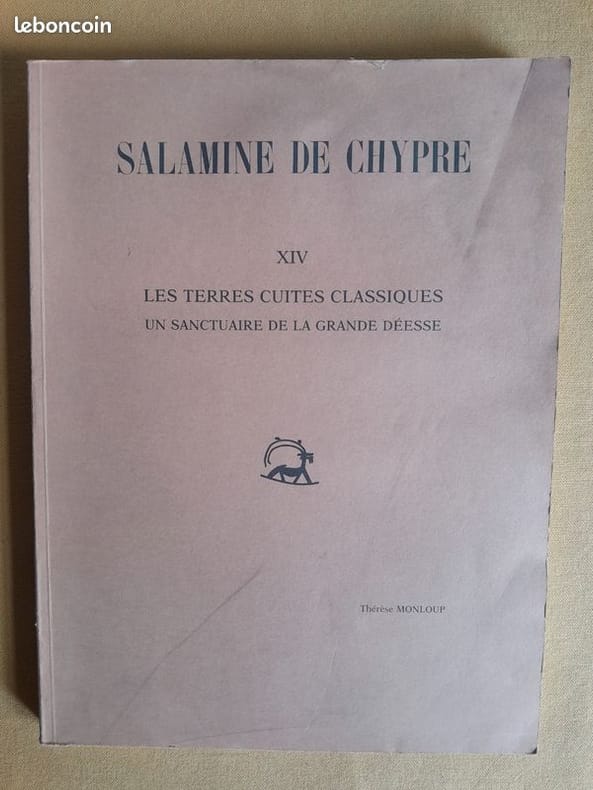 leboncoin
SALAMINE DE CHYPRE
XIV
LES TERRES CUITES CLASSIQUES
UN SANCTUAIRE DE LA GRANDE DÉESSE
Thérèse MONLOUP